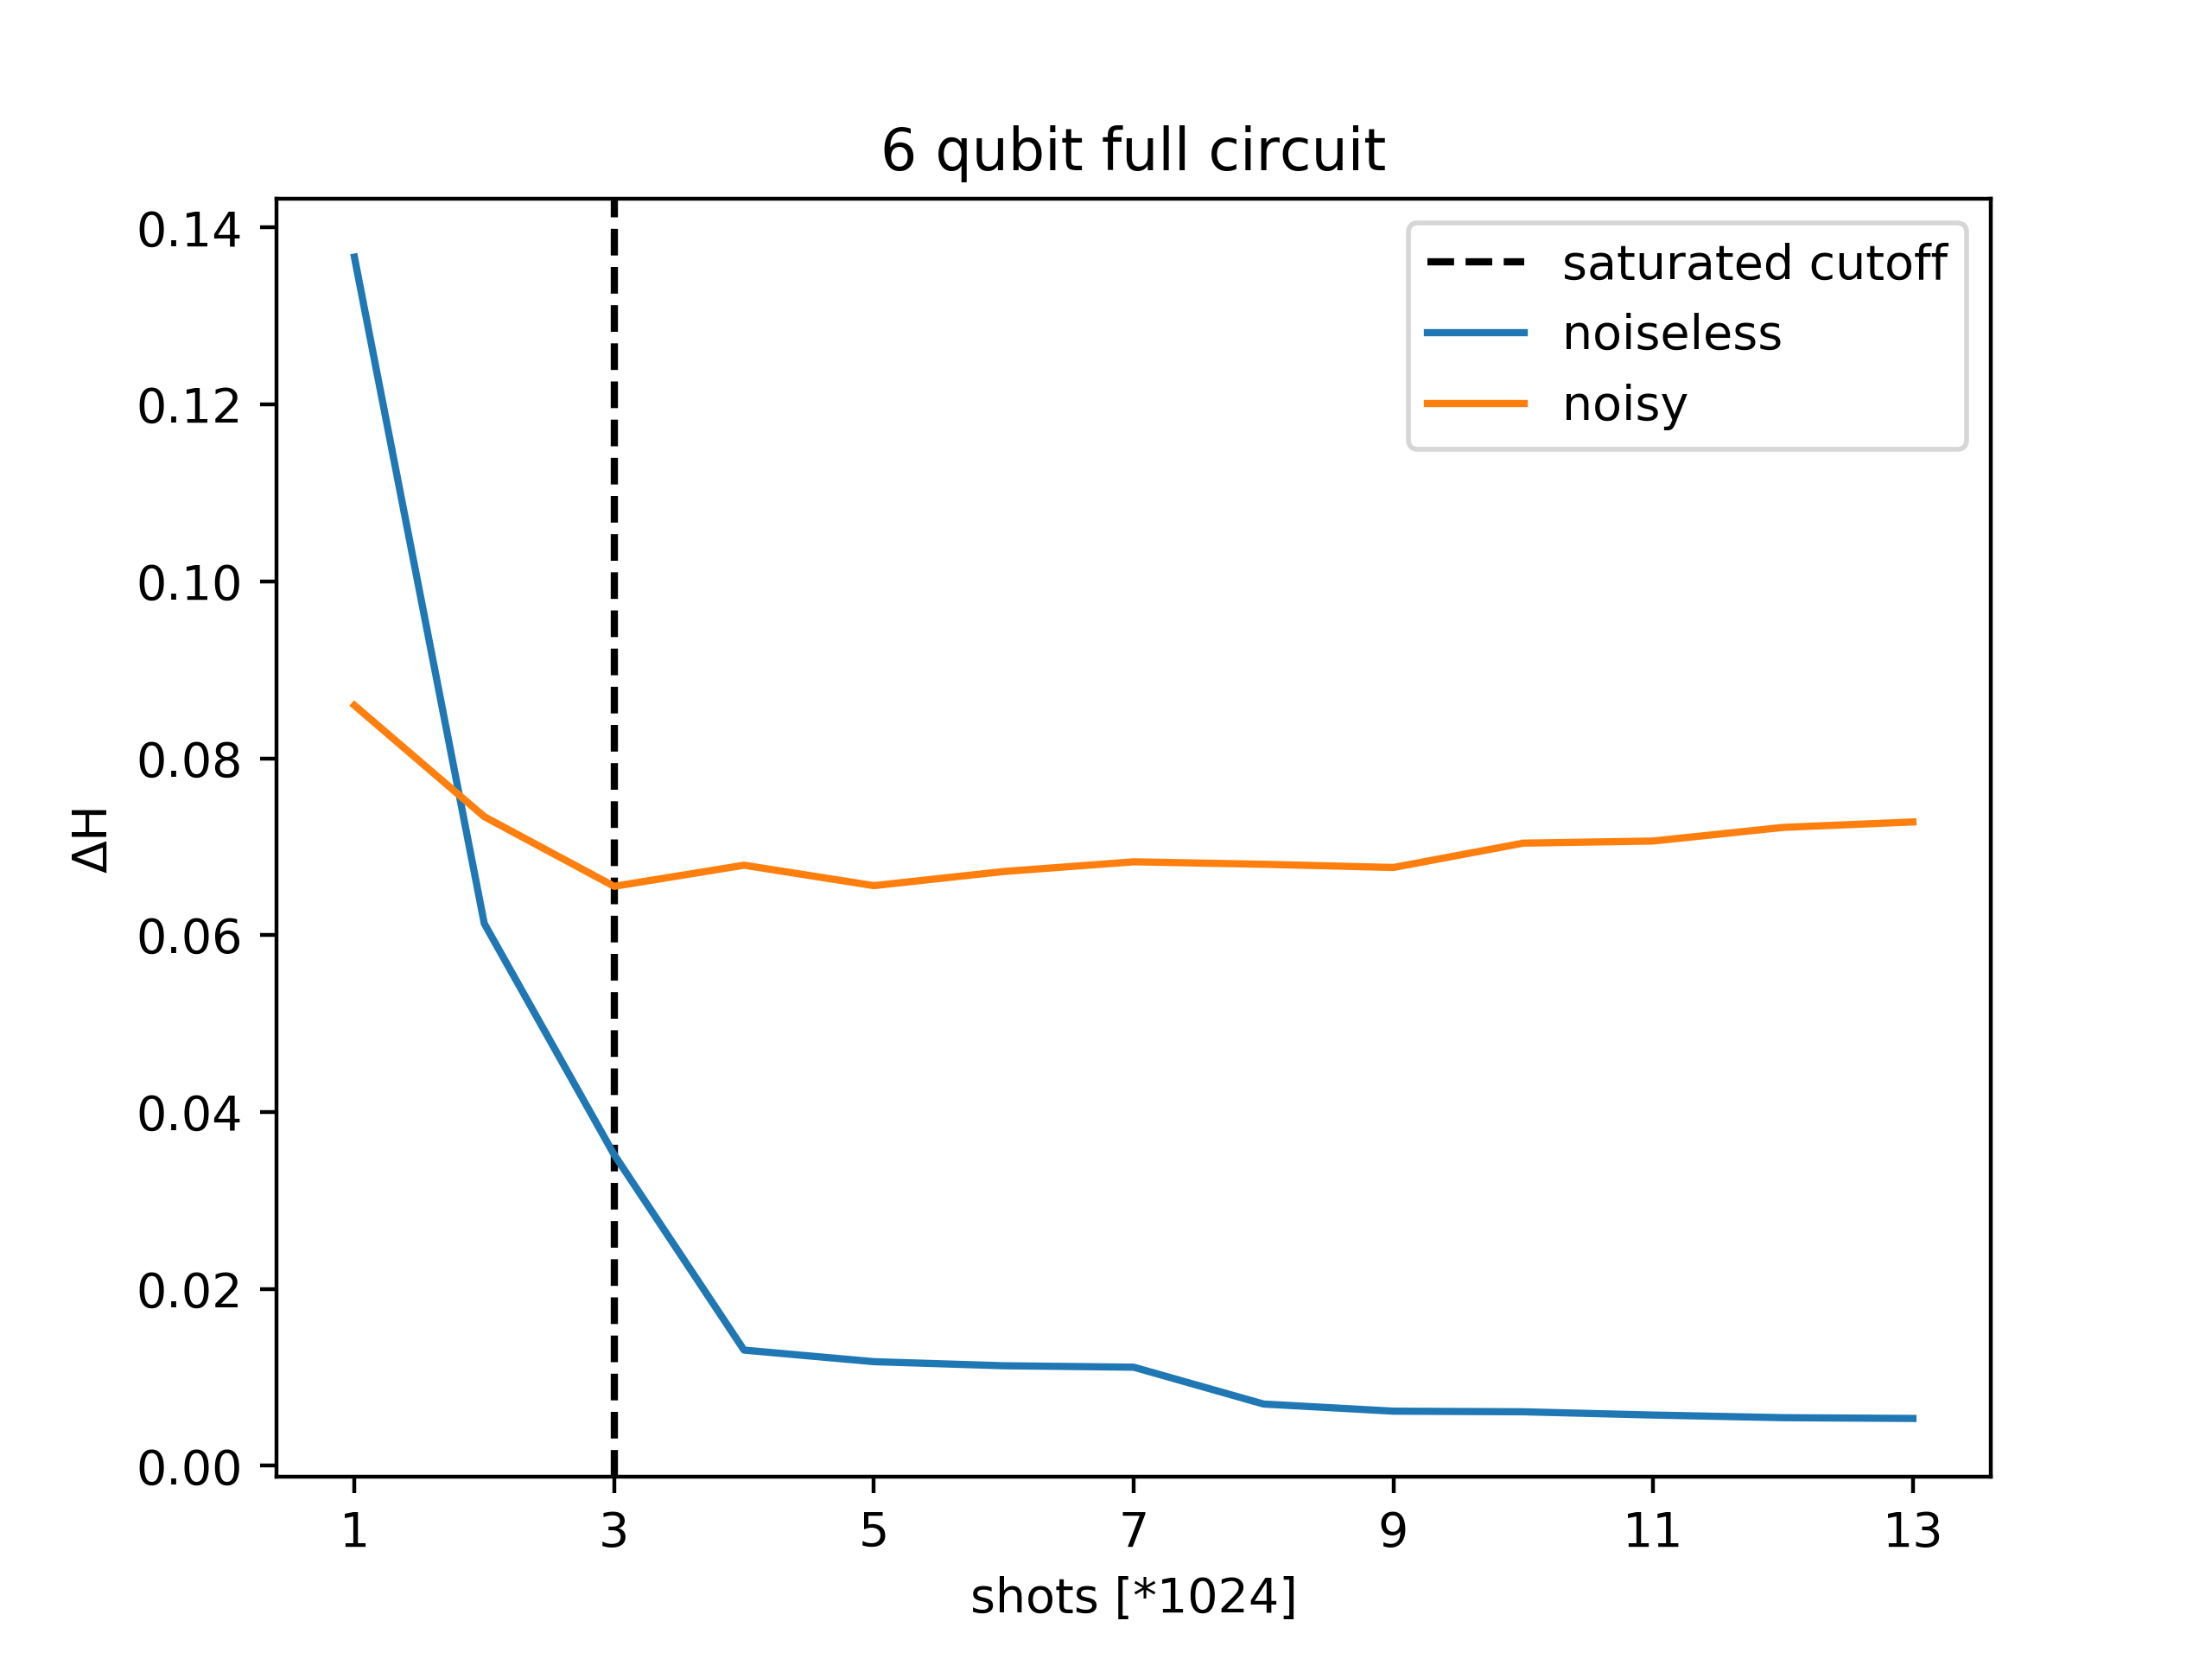 6 qubit full circuit
saturated cutoff
noiseless
noisy
ΔH
0.14
0.12
0.10
0.08
0.06
0.04
0.02
0.00
1 3 5 7 9 11 13
shots [*1024]